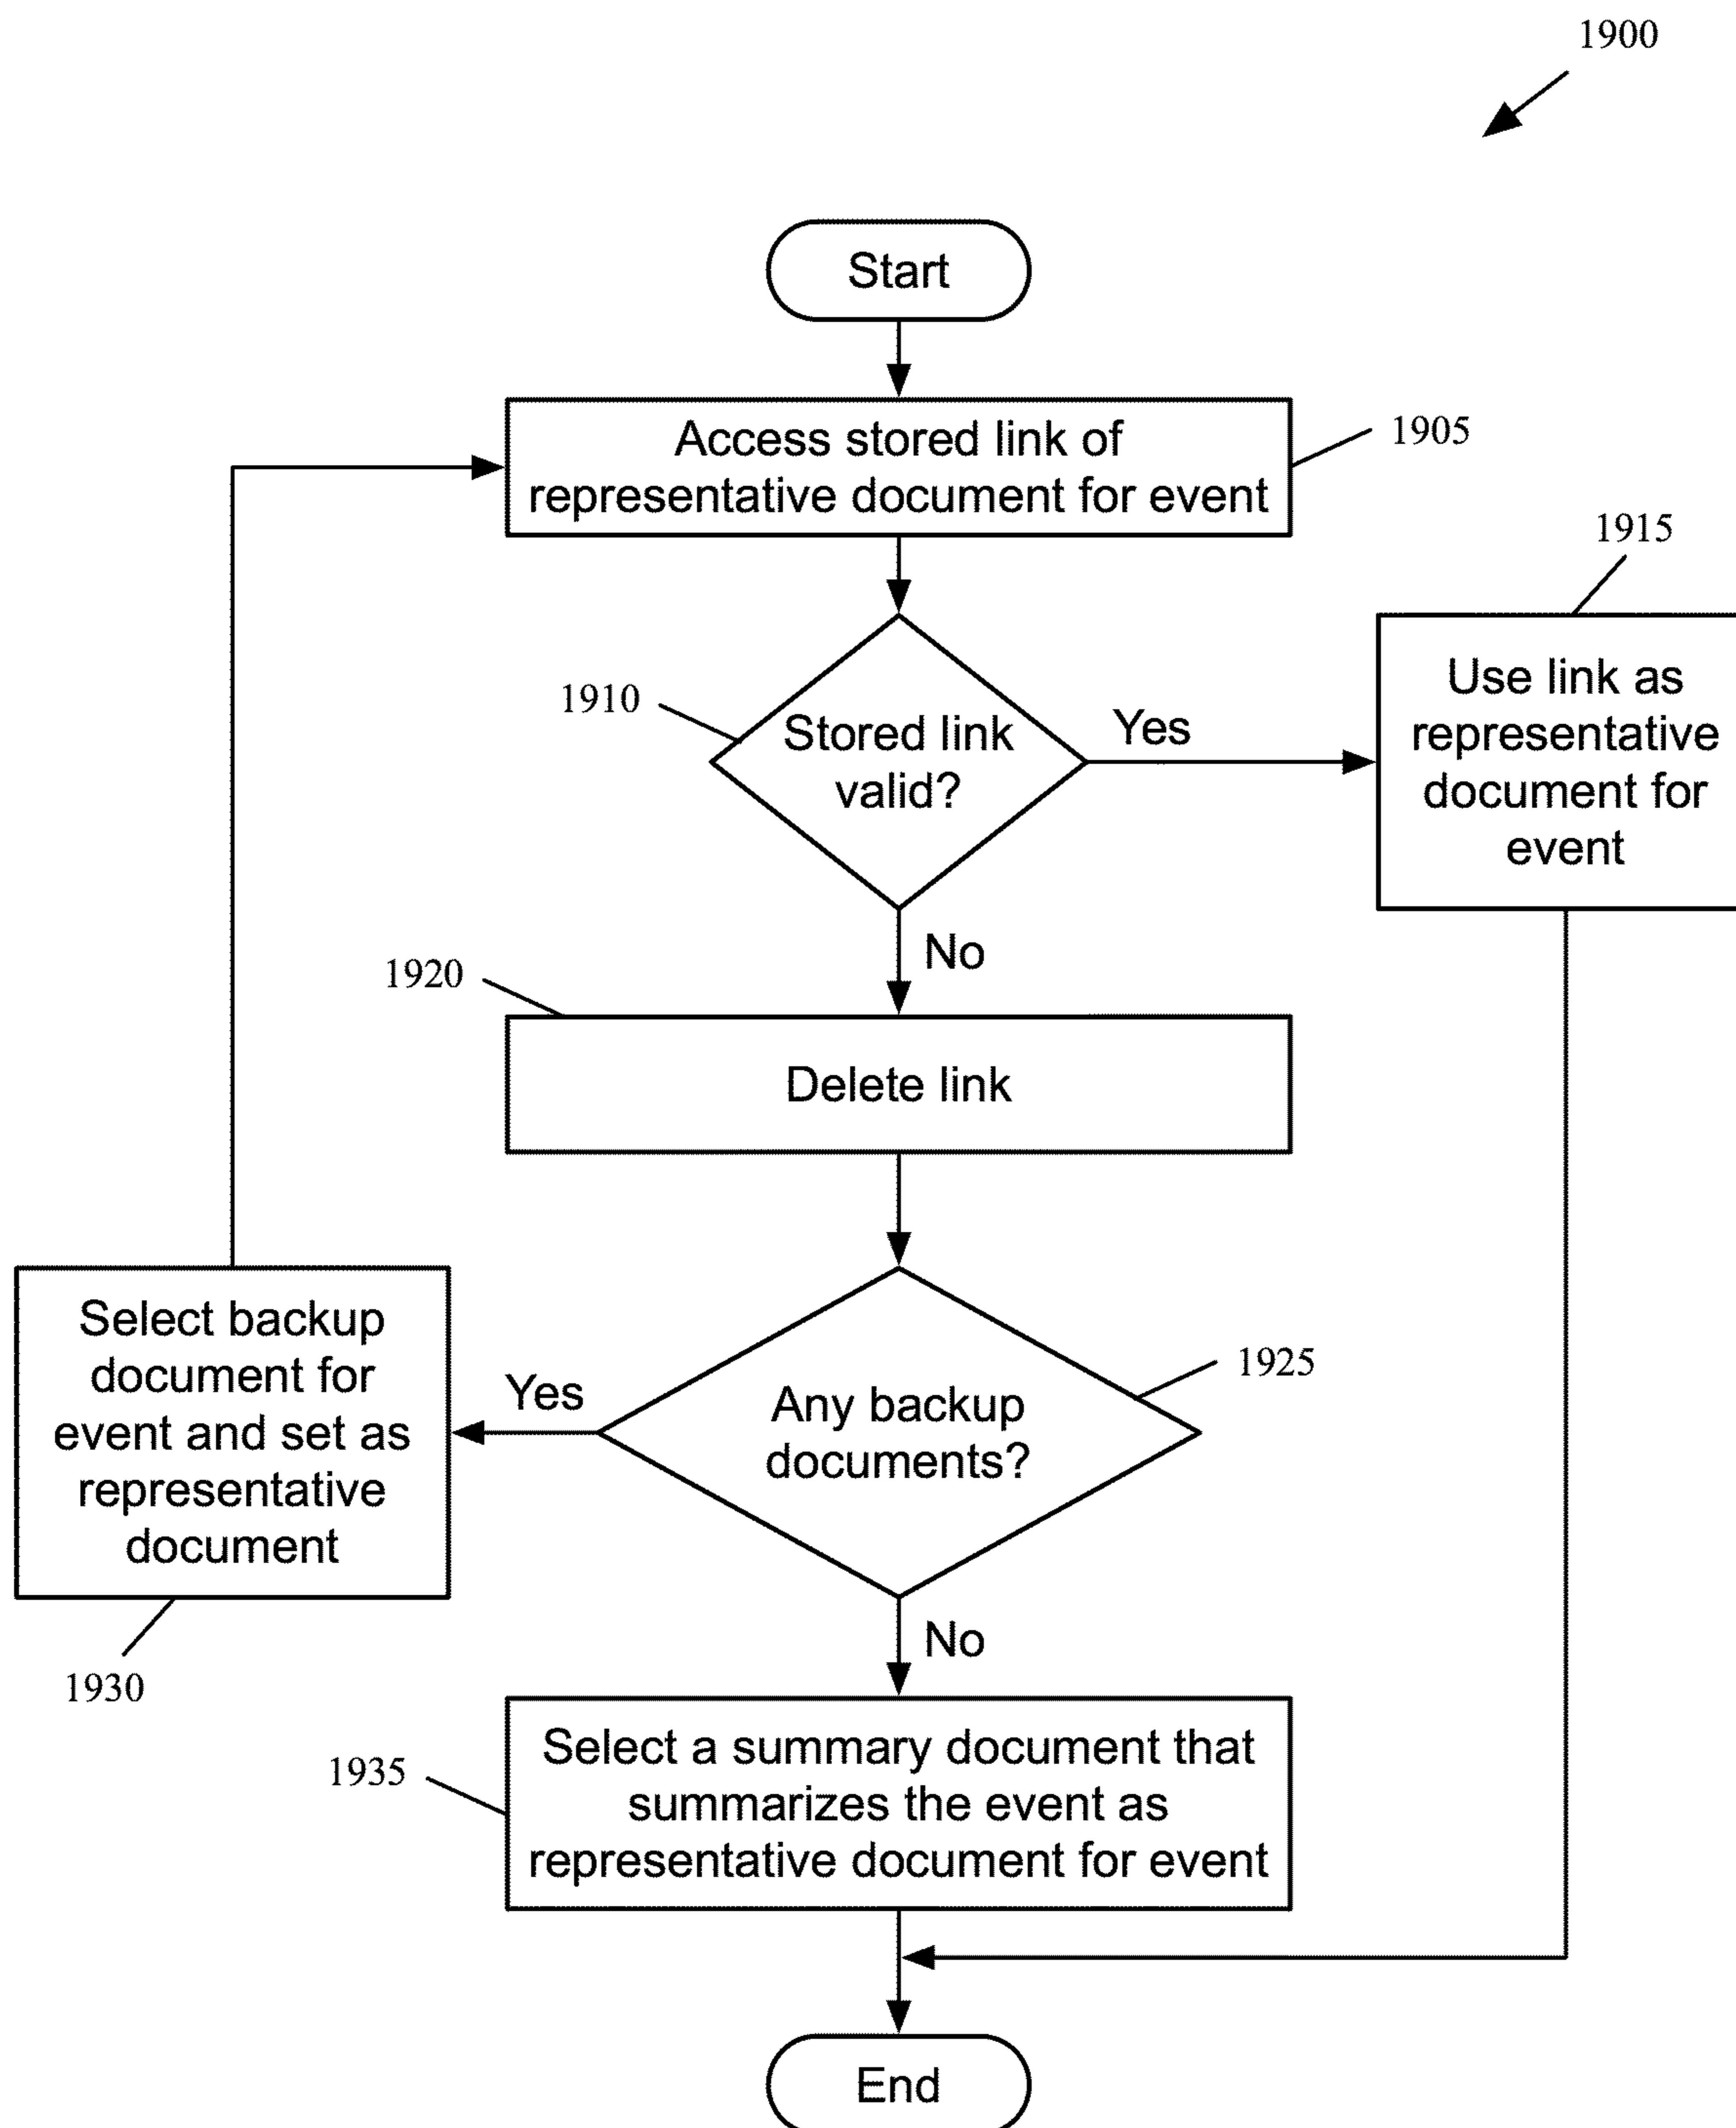 1900
Start
Access stored link of
representative document for event
1905
1915
Use link as
representative
document for
event
1910
Stored link
valid?
Yes
No
1920
Delete link
Select backup
document for
event and set as
representative
document
Yes
Any backup
documents?
1925
1930
No
1935
Select a summary document that
summarizes the event as
representative document for event
End